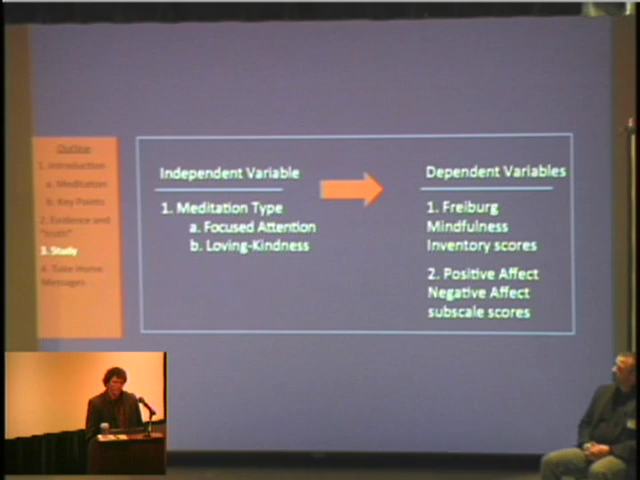 Outline
1. Introduction
a. Meditation
b. Key Points
2. Evidence and
"truth"
3. Study
4. Take Home
Messages
Independent Variable
1. Meditation Type
a. Focused Attention
b. Loving-Kindness
Dependent Variables
1. Freiburg
Mindfulness
Inventory scores
2. Positive Affect
Negative Affect
subscale scores